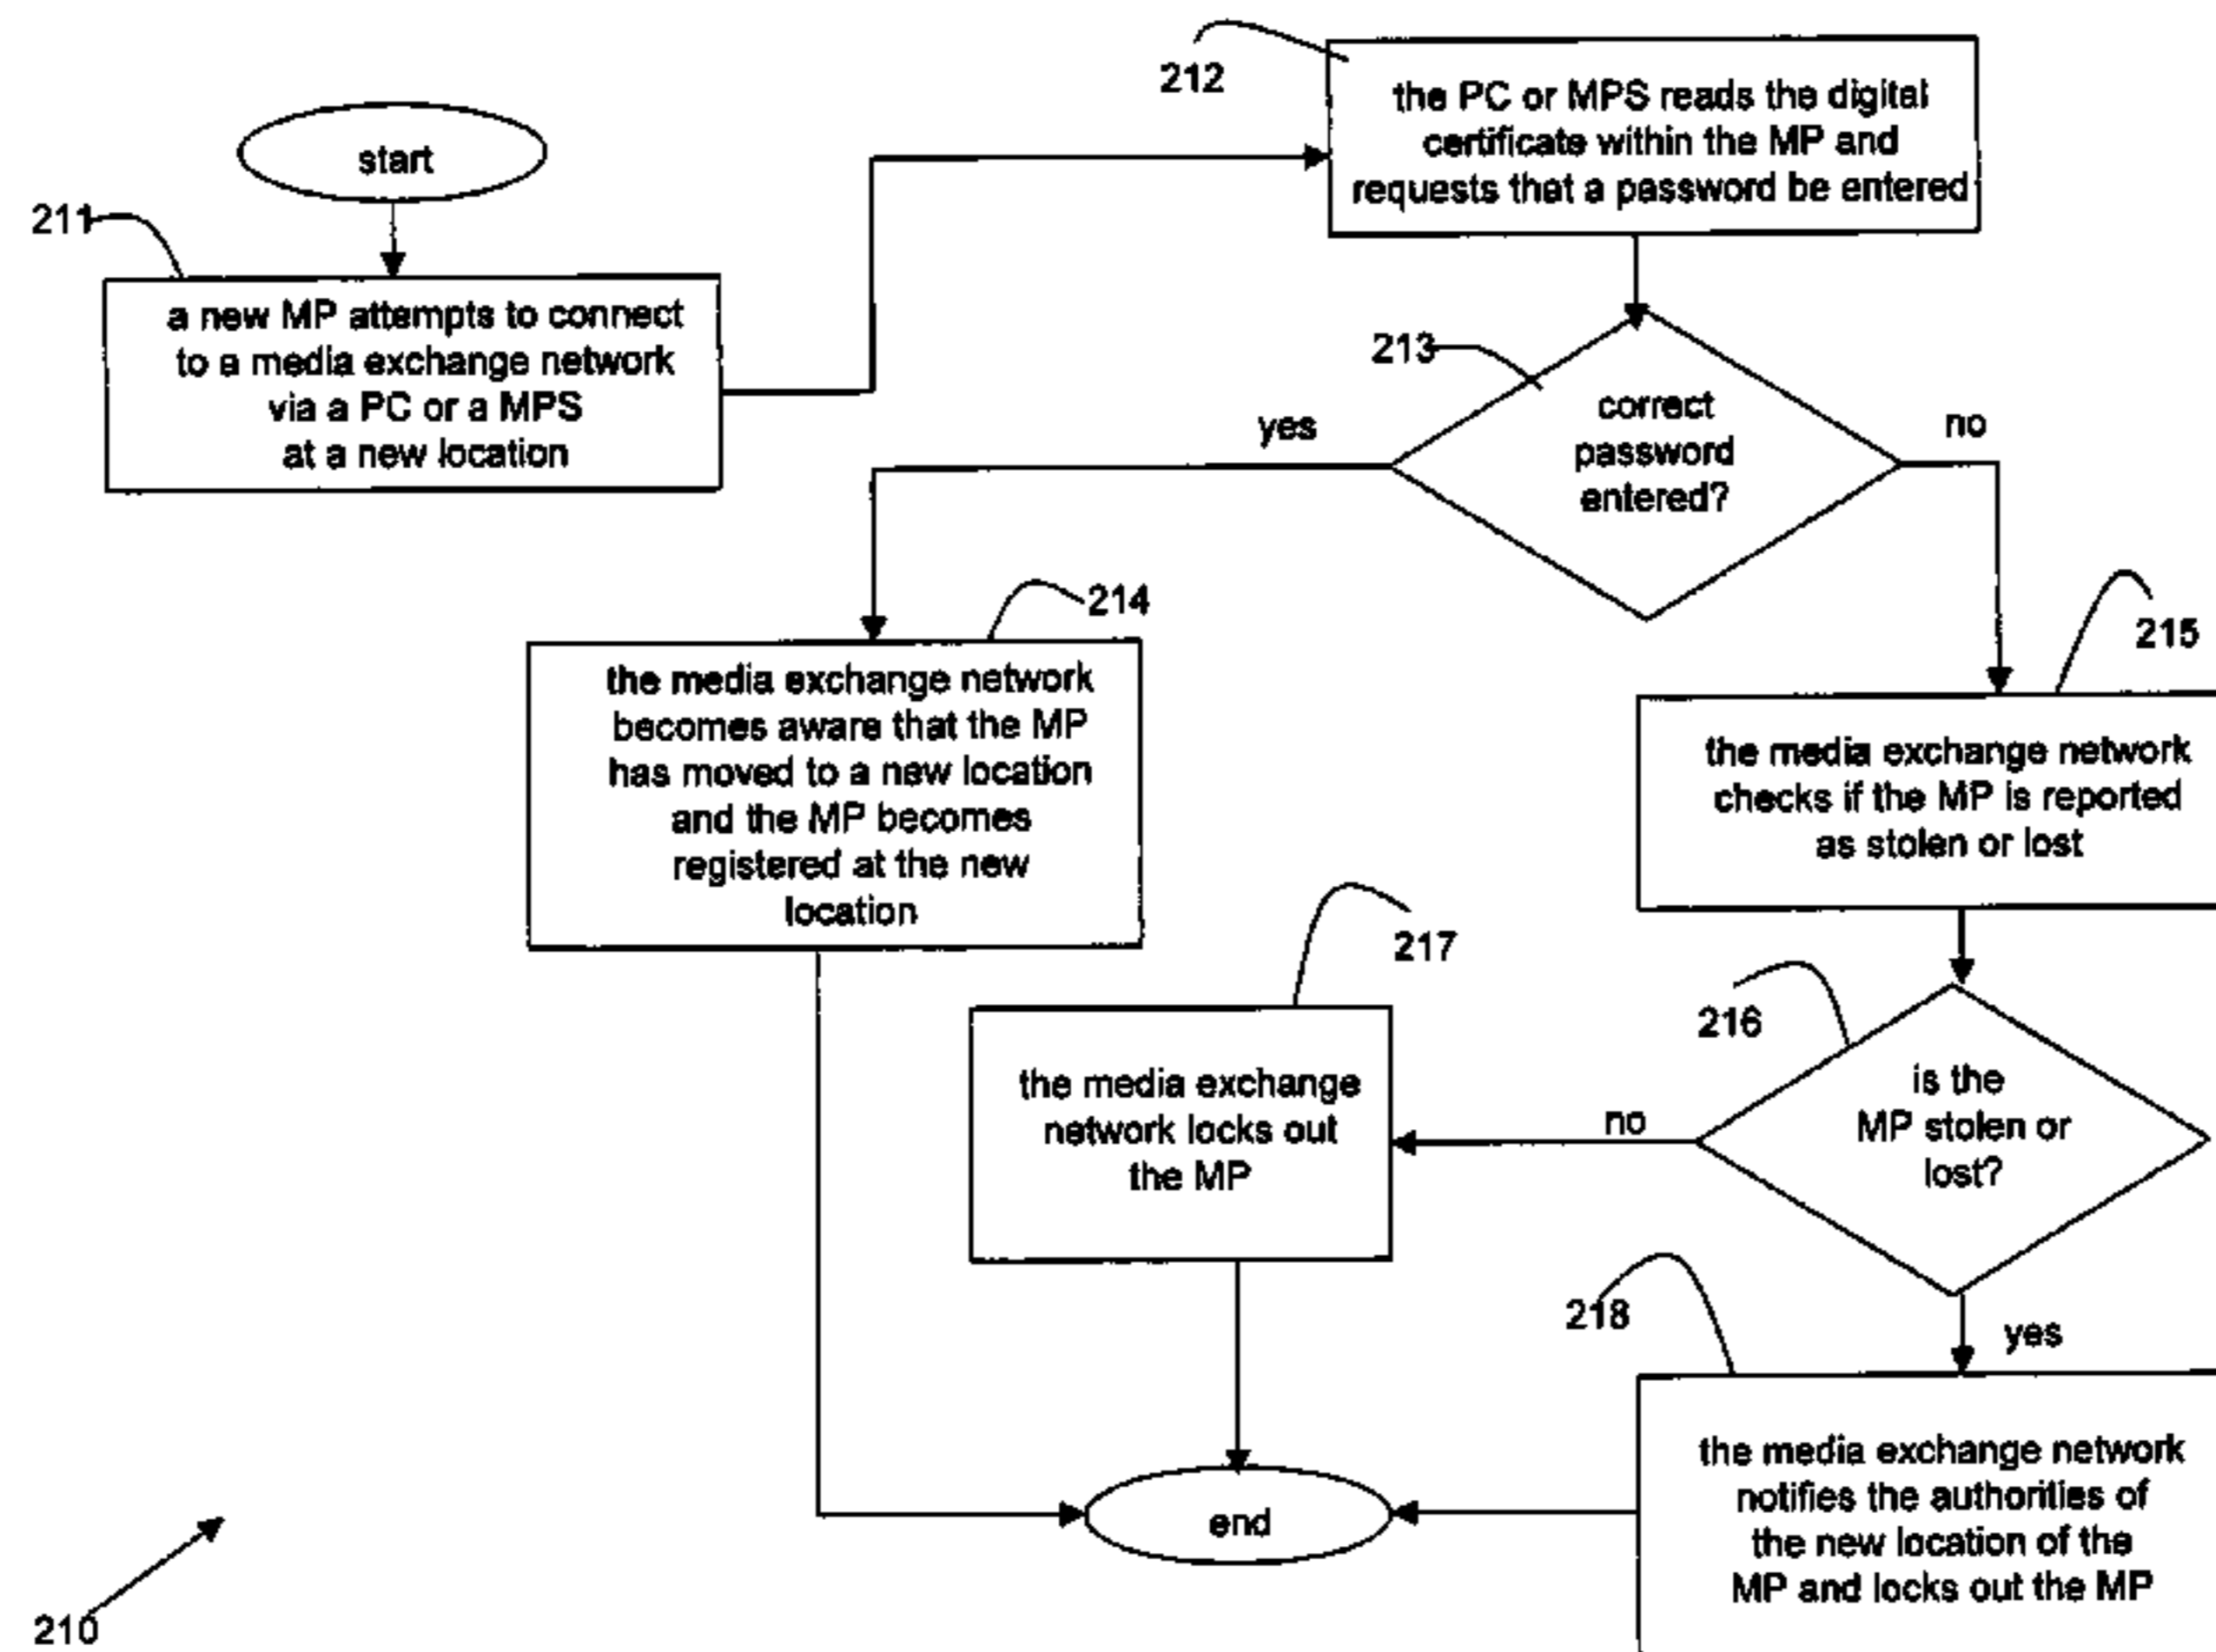 start
211
a new MP attempts to connect
to a media exchange network
via a PC or a MPS
at a new location
212
the PC or MPS reads the digital
certificate within the MP and
requests that a password be entered
213
correct
password
entered?
yes
no
214
the media exchange network
becomes aware that the MP
has moved to a new location
and the MP becomes
registered at the new
location
215
the media exchange network
checks if the MP is reported
as stolen or lost
216
is the
MP stolen or
lost?
no
yes
217
the media exchange
network locks out
the MP
218
the media exchange network
notifies the authorities of
the new location of the
MP and locks out the MP
end
210